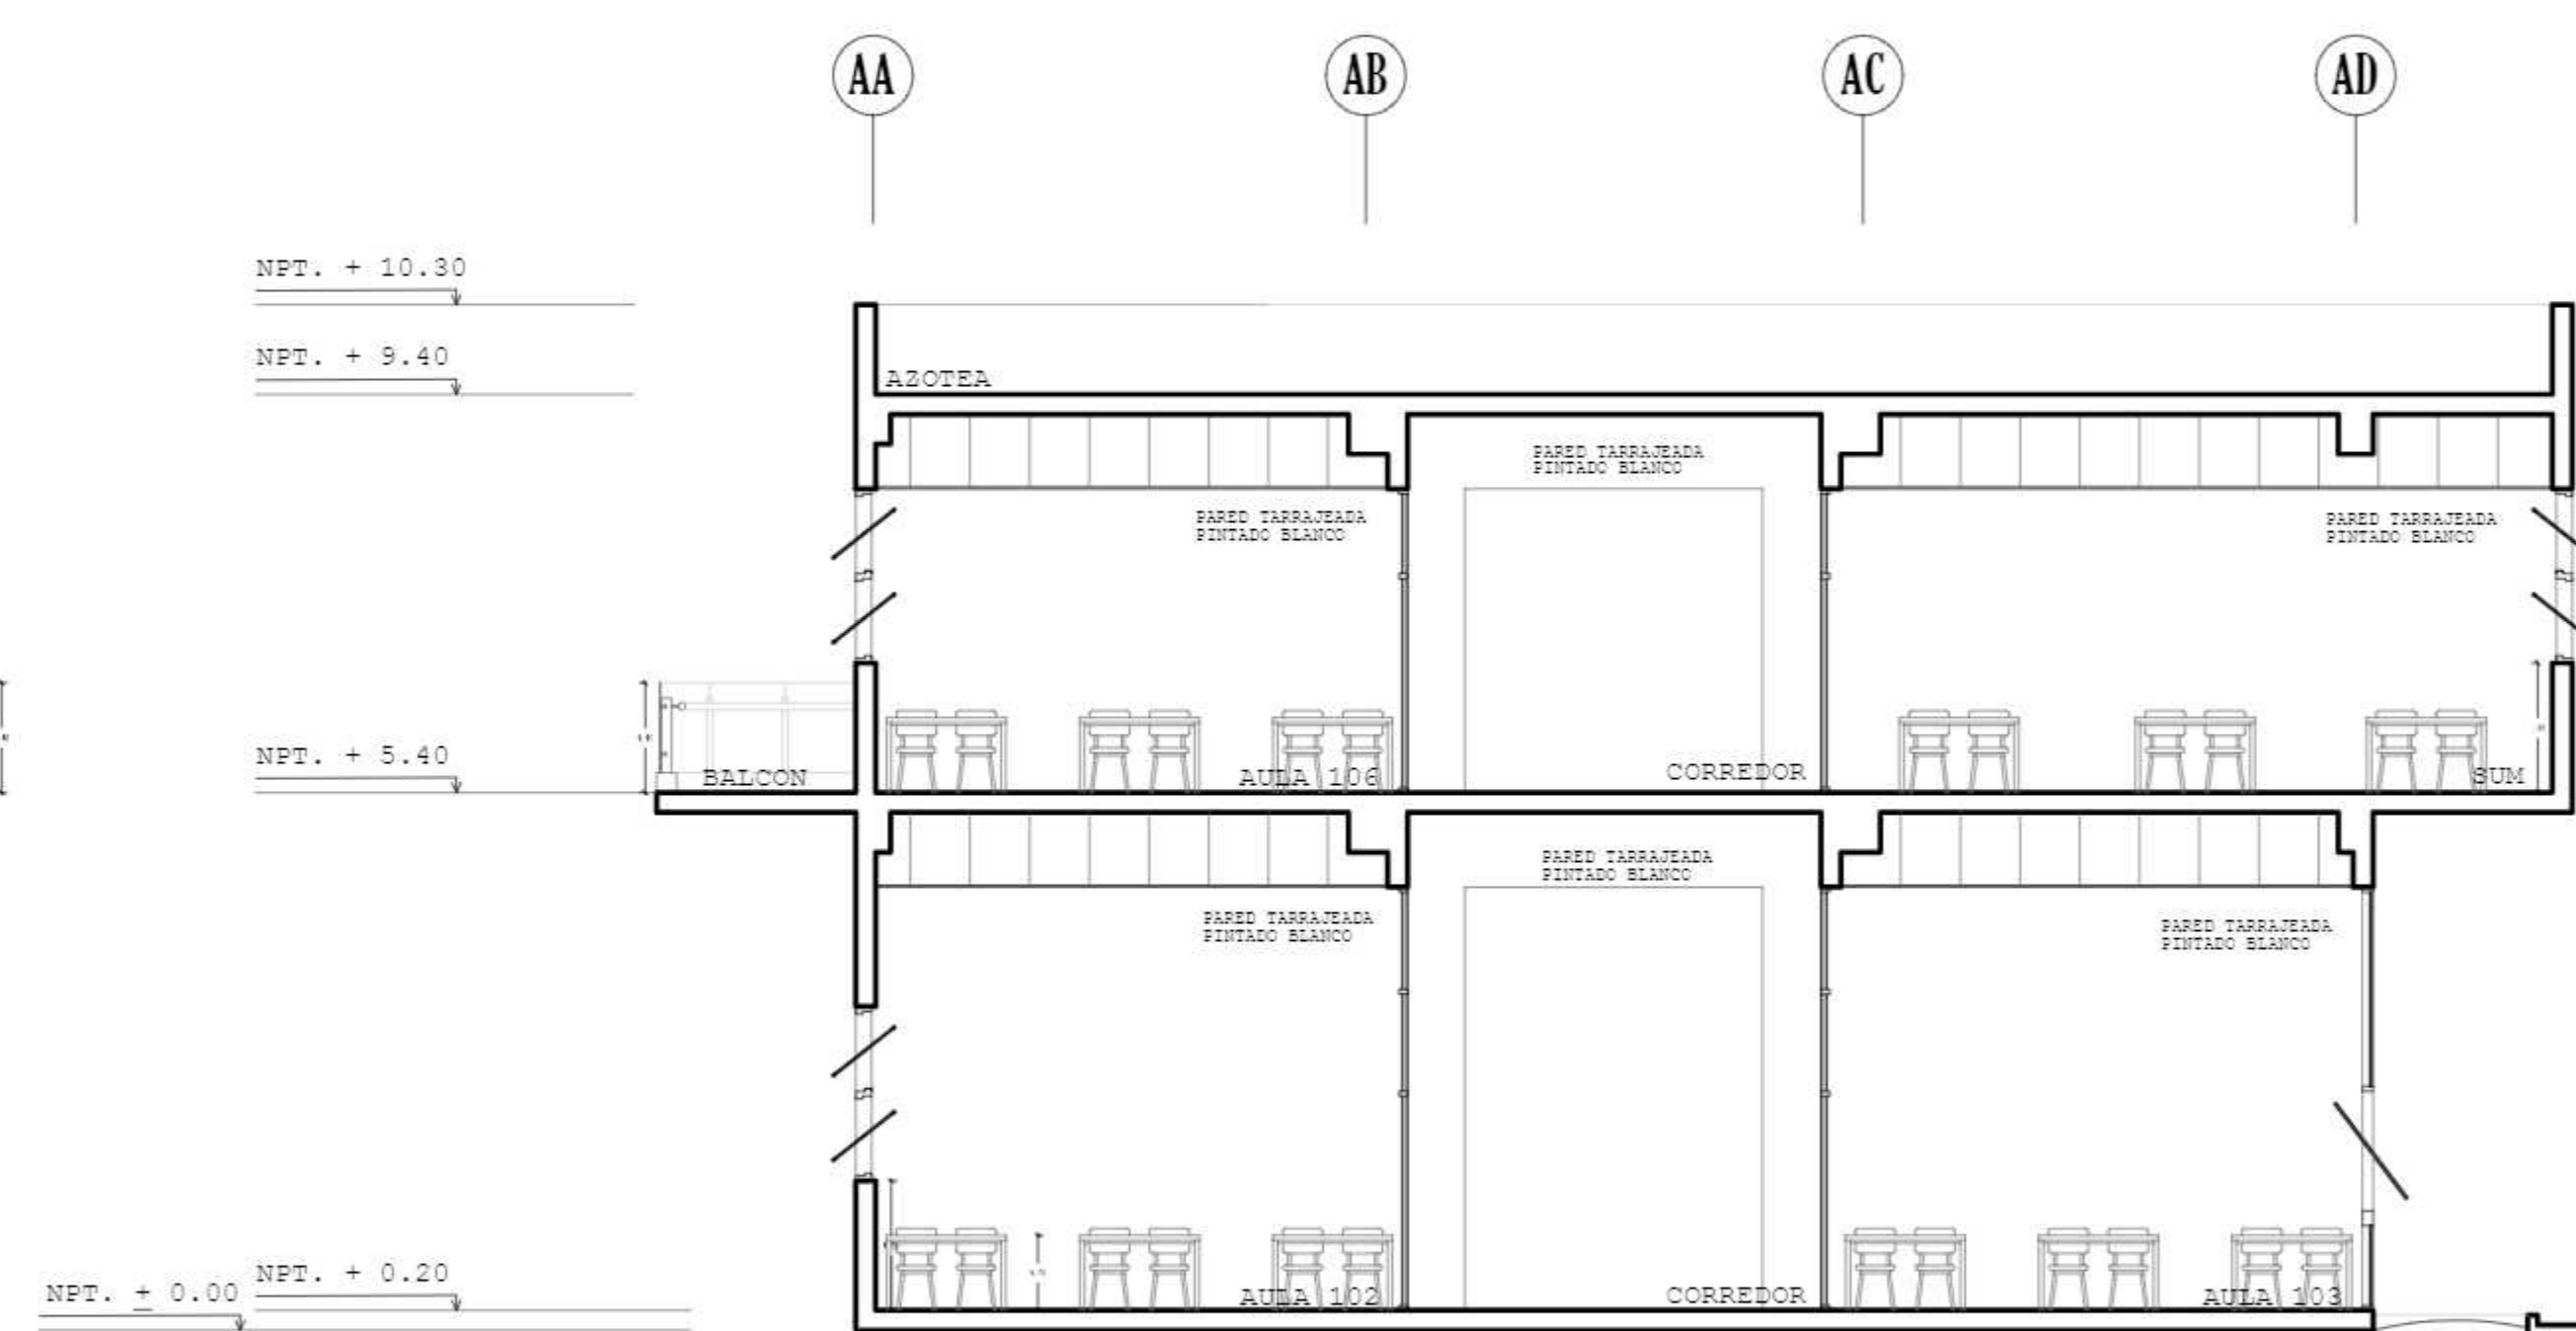 AA
AB
AC
AD
NPT. + 10.30
NPT. + 9.40
AZOTEA
PARED TARRAJEADA
PINTADO BLANCO
PARED TARRAJEADA
PINTADO BLANCO
PARED TARRAJEADA
PINTADO BLANCO
NPT. + 5.40
BALCON
AULA 106
CORREDOR
SUM
PARED TARRAJEADA
PINTADO BLANCO
PARED TARRAJEADA
PINTADO BLANCO
PARED TARRAJEADA
PINTADO BLANCO
NPT. ± 0.00
NPT. + 0.20
AULA 102
CORREDOR
AULA 103